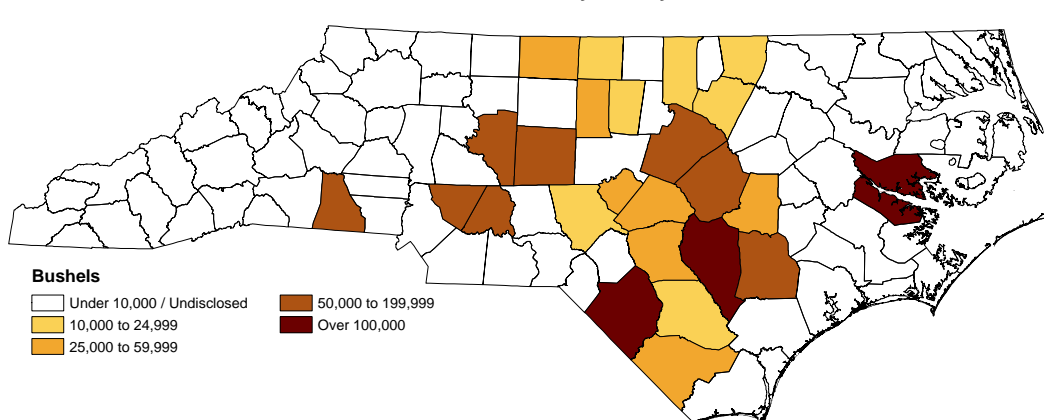 Bushels
Under 10,000 / Undisclosed
10,000 to 24,999
25,000 to 59,999
50,000 to 199,999
Over 100,000